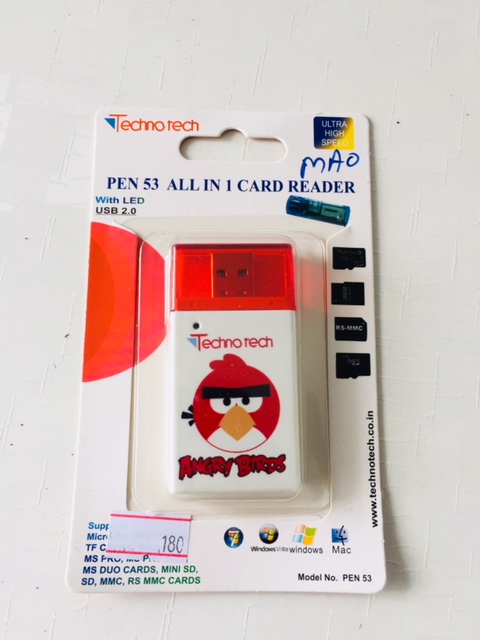 Techno tech
ULTRA
HIGH
SPEED
MAO
PEN 53 ALL IN 1 CARD READER
With LED
USB 2.0
RS-MMC
Techno tech
ANGRY BIRDS
www.technotech.co.in
180
MS DUO CARDS, MINI SD,
SD, MMC, RS MMC CARDS
7
Windows Vista
windows
Mac
Model No. PEN 53